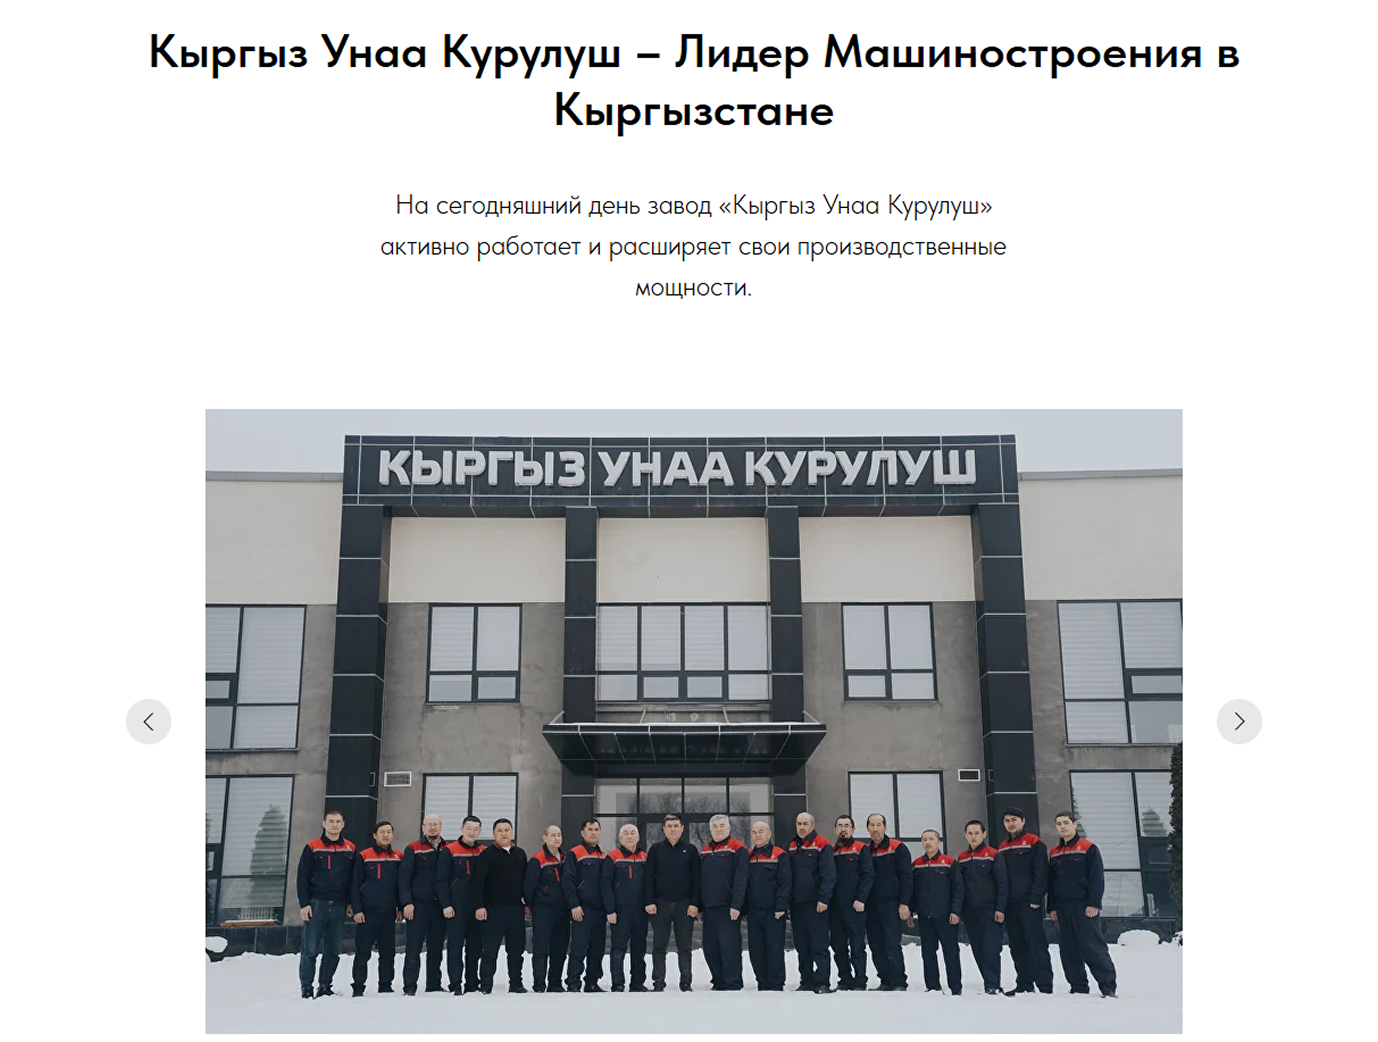 Кыргыз Унаа Курулуш – Лидер Машиностроения в
Кыргызстане
На сегодняшний день завод «Кыргыз Унаа Курулуш»
активно работает и расширяет свои производственные
мощности.
КЫРГЫЗ УНАА КУРУЛУШ